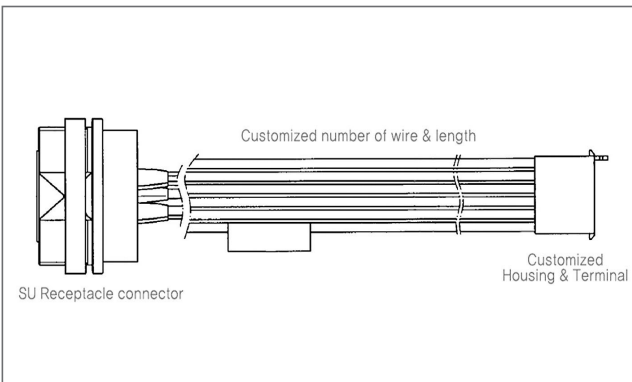 Customized number of wire & length
SU Receptacle connector
Customized
Housing & Terminal